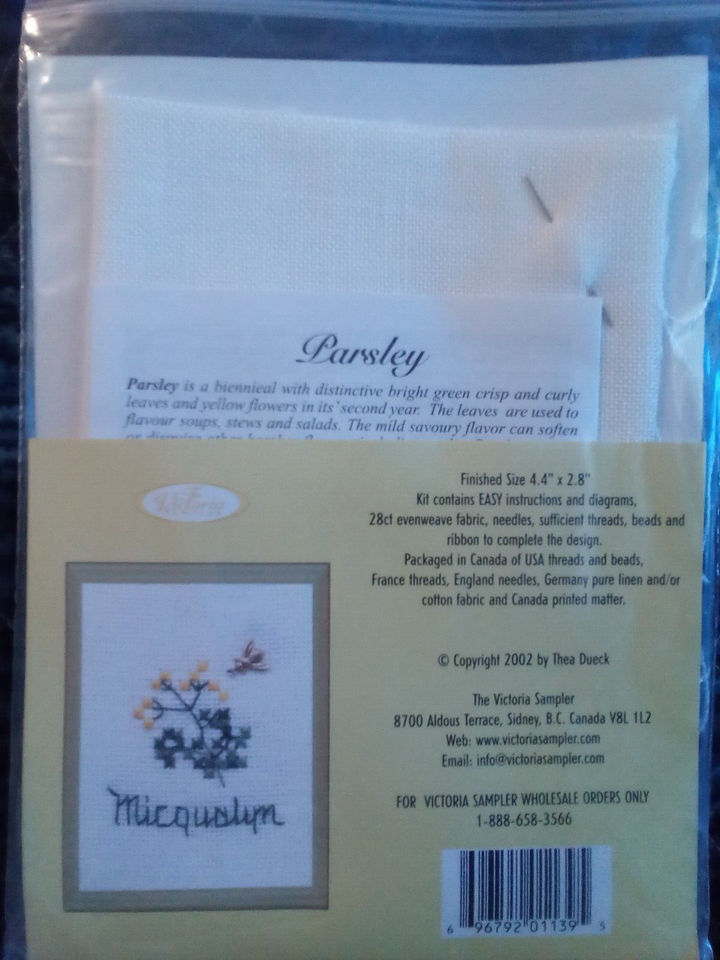 Parsley
Parsley is a biennieal with distinctive bright green crisp and curly
leaves and yellow flowers in its second year. The leaves are used to
flavour soups, stews and salads. The mild savoury flavor can soften
Victoria
Finished Size 4.4" x 2.8"
Kit contains EASY instructions and diagrams,
28ct evenweave fabric, needles, sufficient threads, beads and
ribbon to complete the design.
Packaged in Canada of USA threads and beads,
France threads, England needles, Germany pure linen and/or
cotton fabric and Canada printed matter.
© Copyright 2002 by Thea Dueck
The Victoria Sampler
8700 Aldous Terrace, Sidney, B.C. Canada V8L 1L2
Web: www.victoriasampler.com
Email: info@victoriasampler.com
FOR VICTORIA SAMPLER WHOLESALE ORDERS ONLY
1-888-658-3566
Micqualyn
6 96792 01139 5